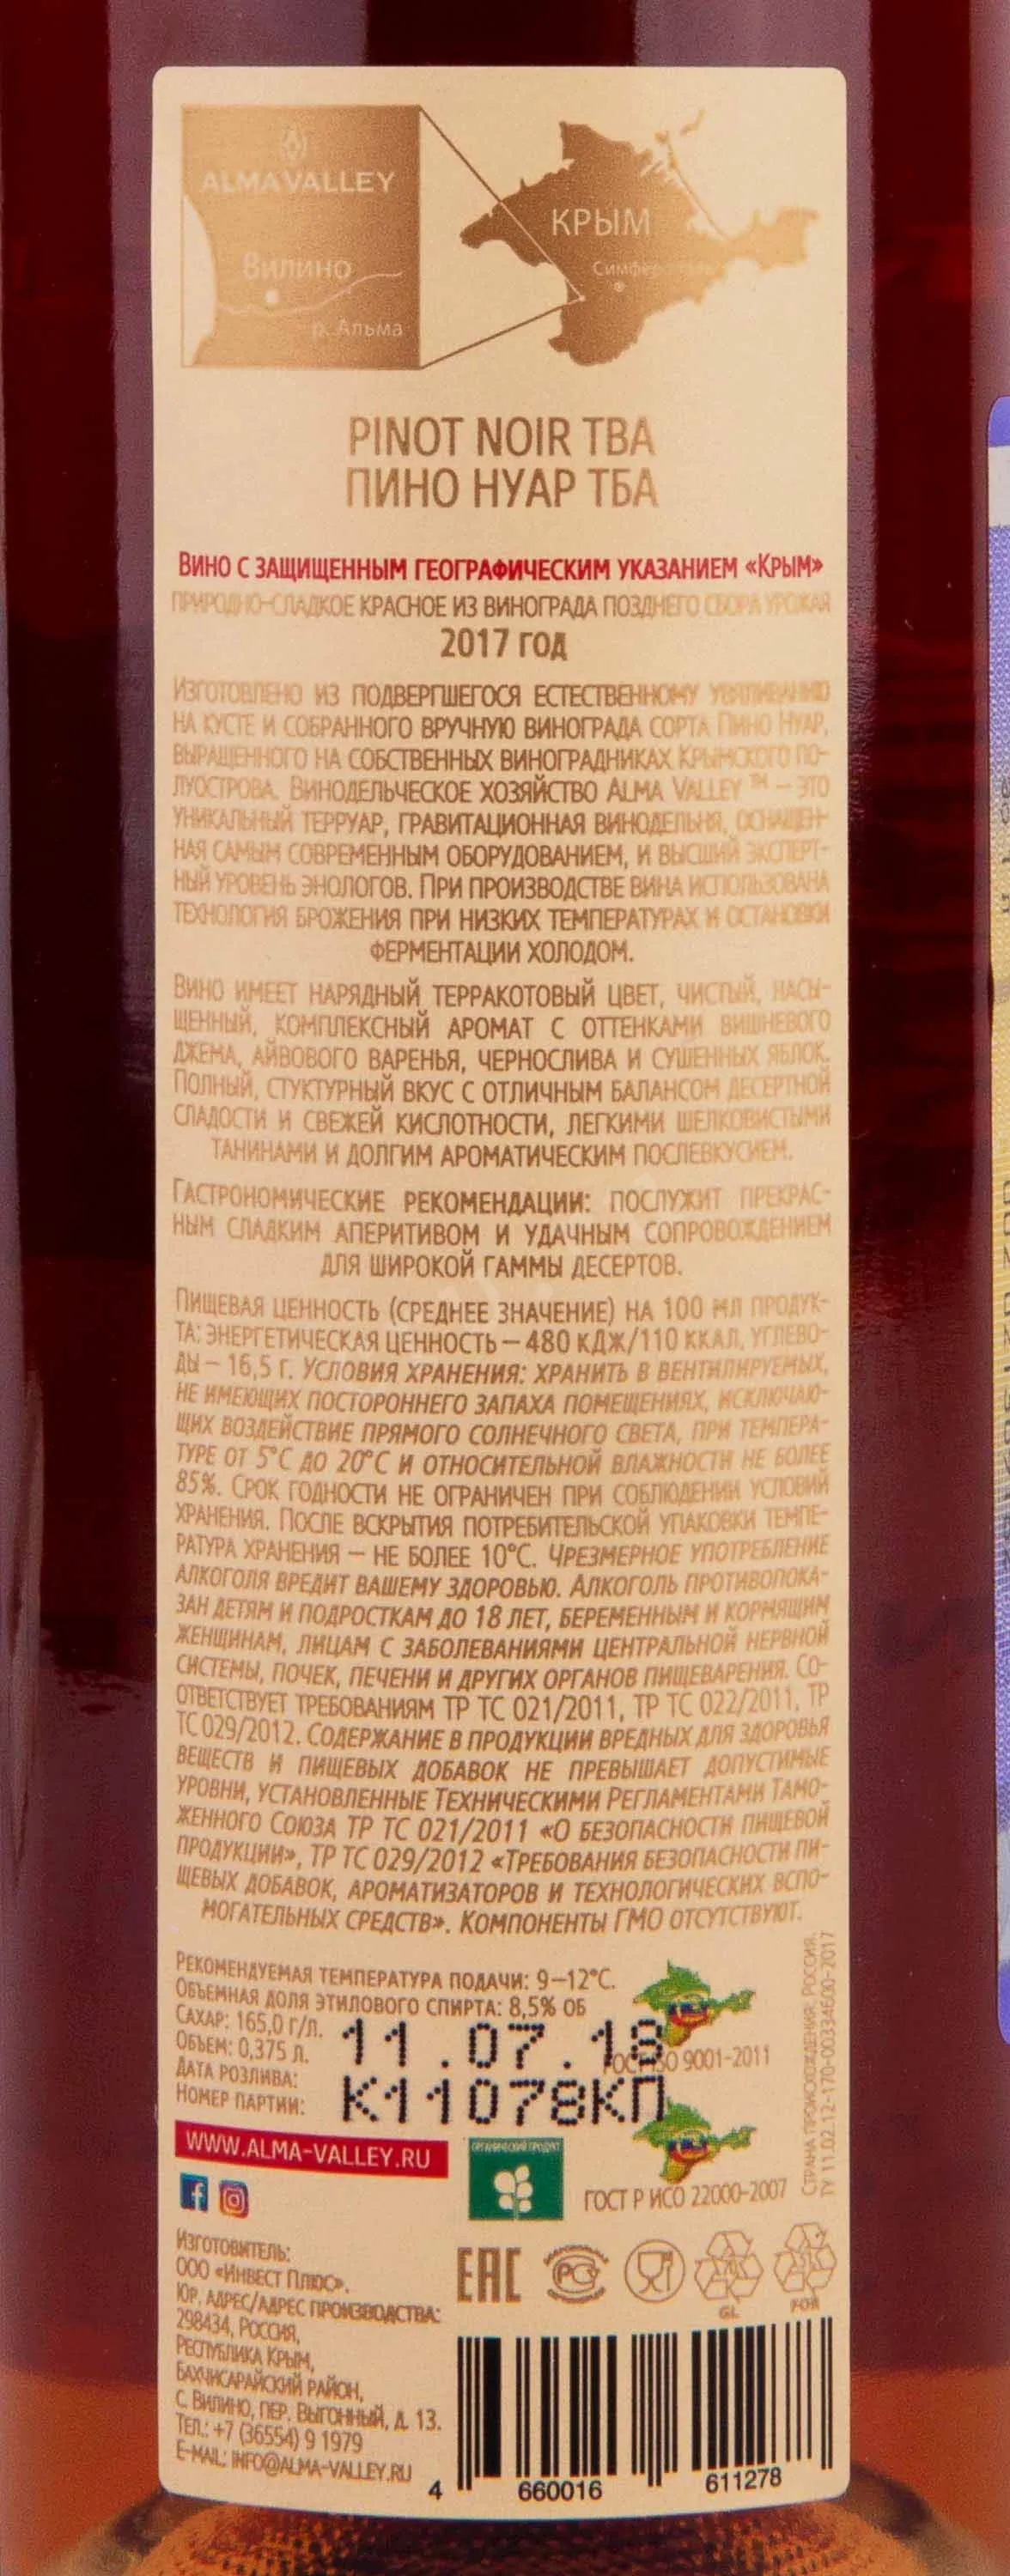 ALMA VALLEY
Вилино
р. Альма
КРЫМ
PINOT NOIR TBA
ПИНО НУАР ТБА
ВИНО С ЗАЩИЩЕННЫМ ГЕОГРАФИЧЕСКИМ УКАЗАНИЕМ «КРЫМ»
ПРИРОДНО-СЛАДКОЕ КРАСНОЕ ИЗ ВИНОГРАДА ПОЗДНЕГО СБОРА УРОЖАЯ
2017 ГОД
ИЗГОТОВЛЕНО ИЗ ПОДВЕРГШЕГОСЯ ЕСТЕСТВЕННОМУ УВЯЛИВАНИЮ
НА КУСТЕ И СОБРАННОГО ВРУЧНУЮ ВИНОГРАДА СОРТА ПИНО НУАР,
ВЫРАЩЕННОГО НА СОБСТВЕННЫХ ВИНОГРАДНИКАХ КРЫМСКОГО ПО-
ЛУОСТРОВА. ВИНОДЕЛЬЧЕСКОЕ ХОЗЯЙСТВО ALMA VALLEY ™ – ЭТО
УНИКАЛЬНЫЙ ТЕРРУАР, ГРАВИТАЦИОННАЯ ВИНОДЕЛЬНЯ, ОСНАЩЕН-
НАЯ САМЫМ СОВРЕМЕННЫМ ОБОРУДОВАНИЕМ, И ВЫСШИЙ ЭКСПЕРТ-
НЫЙ УРОВЕНЬ ЭНОЛОГОВ. ПРИ ПРОИЗВОДСТВЕ ВИНА ИСПОЛЬЗОВАНА
ТЕХНОЛОГИЯ БРОЖЕНИЯ ПРИ НИЗКИХ ТЕМПЕРАТУРАХ И ОСТАНОВКИ
ФЕРМЕНТАЦИИ ХОЛОДОМ.
ВИНО ИМЕЕТ НАРЯДНЫЙ ТЕРРАКОТОВЫЙ ЦВЕТ, ЧИСТЫЙ, НАСЫ-
ЩЕННЫЙ, КОМПЛЕКСНЫЙ АРОМАТ С ОТТЕНКАМИ ВИШНЕВОГО
ДЖЕМА, АЙВОВОГО ВАРЕНЬЯ, ЧЕРНОСЛИВА И СУШЕННЫХ ЯБЛОК.
ПОЛНЫЙ, СТУКТУРНЫЙ ВКУС С ОТЛИЧНЫМ БАЛАНСОМ ДЕСЕРТНОЙ
СЛАДОСТИ И СВЕЖЕЙ КИСЛОТНОСТИ, ЛЕГКИМИ ШЕЛКОВИСТЫМИ
ТАНИНАМИ И ДОЛГИМ АРОМАТИЧЕСКИМ ПОСЛЕВКУСИЕМ.
ГАСТРОНОМИЧЕСКИЕ РЕКОМЕНДАЦИИ: ПОСЛУЖИТ ПРЕКРАС-
НЫМ СЛАДКИМ АПЕРИТИВОМ И УДАЧНЫМ СОПРОВОЖДЕНИЕМ
ДЛЯ ШИРОКОЙ ГАММЫ ДЕСЕРТОВ.
ПИЩЕВАЯ ЦЕННОСТЬ (СРЕДНЕЕ ЗНАЧЕНИЕ) НА 100 МЛ ПРОДУК-
ТА: ЭНЕРГЕТИЧЕСКАЯ ЦЕННОСТЬ – 480 КДЖ/110 ККАЛ, УГЛЕВО-
ДЫ – 16,5 Г. УСЛОВИЯ ХРАНЕНИЯ: ХРАНИТЬ В ВЕНТИЛИРУЕМЫХ,
НЕ ИМЕЮЩИХ ПОСТОРОННЕГО ЗАПАХА ПОМЕЩЕНИЯХ, ИСКЛЮЧАЮ-
ЩИХ ВОЗДЕЙСТВИЕ ПРЯМОГО СОЛНЕЧНОГО СВЕТА, ПРИ ТЕМПЕРА-
ТУРЕ ОТ 5°С ДО 20°С И ОТНОСИТЕЛЬНОЙ ВЛАЖНОСТИ НЕ БОЛЕЕ
85%. СРОК ГОДНОСТИ НЕ ОГРАНИЧЕН ПРИ СОБЛЮДЕНИИ УСЛОВИЙ
ХРАНЕНИЯ. ПОСЛЕ ВСКРЫТИЯ ПОТРЕБИТЕЛЬСКОЙ УПАКОВКИ ТЕМПЕ-
РАТУРА ХРАНЕНИЯ – НЕ БОЛЕЕ 10°С. ЧРЕЗМЕРНОЕ УПОТРЕБЛЕНИЕ
АЛКОГОЛЯ ВРЕДИТ ВАШЕМУ ЗДОРОВЬЮ. АЛКОГОЛЬ ПРОТИВОПОКА-
ЗАН ДЕТЯМ И ПОДРОСТКАМ ДО 18 ЛЕТ, БЕРЕМЕННЫМ И КОРМЯЩИМ
ЖЕНЩИНАМ, ЛИЦАМ С ЗАБОЛЕВАНИЯМИ ЦЕНТРАЛЬНОЙ НЕРВНОЙ
СИСТЕМЫ, ПОЧЕК, ПЕЧЕНИ И ДРУГИХ ОРГАНОВ ПИЩЕВАРЕНИЯ. СО-
ОТВЕТСТВУЕТ ТРЕБОВАНИЯМ ТР ТС 021/2011, ТР ТС 022/2011, ТР
ТС 029/2012. СОДЕРЖАНИЕ В ПРОДУКЦИИ ВРЕДНЫХ ДЛЯ ЗДОРОВЬЯ
ВЕЩЕСТВ И ПИЩЕВЫХ ДОБАВОК НЕ ПРЕВЫШАЕТ ДОПУСТИМЫЕ
УРОВНИ, УСТАНОВЛЕННЫЕ ТЕХНИЧЕСКИМИ РЕГЛАМЕНТАМИ ТАМО-
ЖЕННОГО СОЮЗА ТР ТС 021/2011 «О БЕЗОПАСНОСТИ ПИЩЕВОЙ
ПРОДУКЦИИ», ТР ТС 029/2012 «ТРЕБОВАНИЯ БЕЗОПАСНОСТИ ПИ-
ЩЕВЫХ ДОБАВОК, АРОМАТИЗАТОРОВ И ТЕХНОЛОГИЧЕСКИХ ВСПО-
МОГАТЕЛЬНЫХ СРЕДСТВ». КОМПОНЕНТЫ ГМО ОТСУТСТВУЮТ.
РЕКОМЕНДУЕМАЯ ТЕМПЕРАТУРА ПОДАЧИ: 9–12°С.
ОБЪЕМНАЯ ДОЛЯ ЭТИЛОВОГО СПИРТА: 8,5% ОБ
САХАР: 165,0 Г/Л.
ОБЪЕМ: 0,375 Л.
ДАТА РОЗЛИВА: 11.07.18
НОМЕР ПАРТИИ: К11078КП
9001-2011
СТРАНА ПРОИСХОЖДЕНИЯ: РОССИЯ.
ТУ 11.02.12-170-00334600-2017
WWW.ALMA-VALLEY.RU
ОРГАНИЧЕСКИЙ ПРОДУКТ
ГОСТ Р ИСО 22000-2007
ИЗГОТОВИТЕЛЬ:
ООО «ИНВЕСТ ПЛЮС».
ЮР. АДРЕС/АДРЕС ПРОИЗВОДСТВА:
298434, РОССИЯ,
РЕСПУБЛИКА КРЫМ,
БАХЧИСАРАЙСКИЙ РАЙОН,
С. ВИЛИНО, ПЕР. ВЫГОННЫЙ, Д. 13.
ТЕЛ.: +7 (36554) 9 1979
E-MAIL: INFO@ALMA-VALLEY.RU
EAC
GL
FOR
4 660016 611278